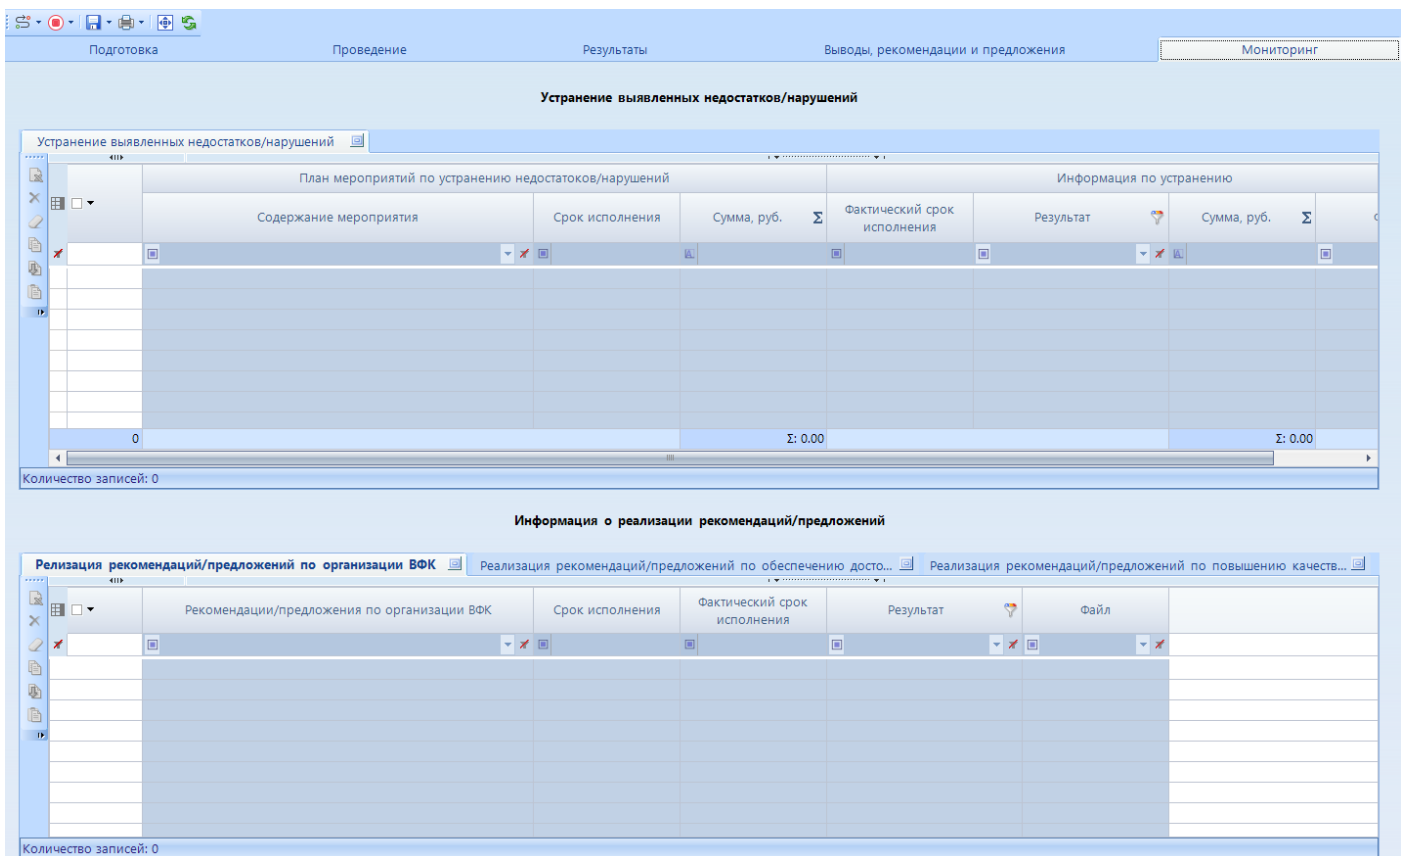 Подготовка Проведение Результаты Выводы, рекомендации и предложения Мониторинг
Устранение выявленных недостатков/нарушений
Устранение выявленных недостатков/нарушений
План мероприятий по устранению недостатоков/нарушений Информация по устранению
Содержание мероприятия Срок исполнения Сумма, руб. Σ Фактический срок исполнения Результат Сумма, руб. Σ
0 Σ: 0.00 Σ: 0.00
Количество записей: 0
Информация о реализации рекомендаций/предложений
Релизация рекомендаций/предложений по организации ВФК Реализация рекомендаций/предложений по обеспечению досто... Реализация рекомендаций/предложений по повышению качеств...
Рекомендации/предложения по организации ВФК Срок исполнения Фактический срок исполнения Результат Файл
Количество записей: 0